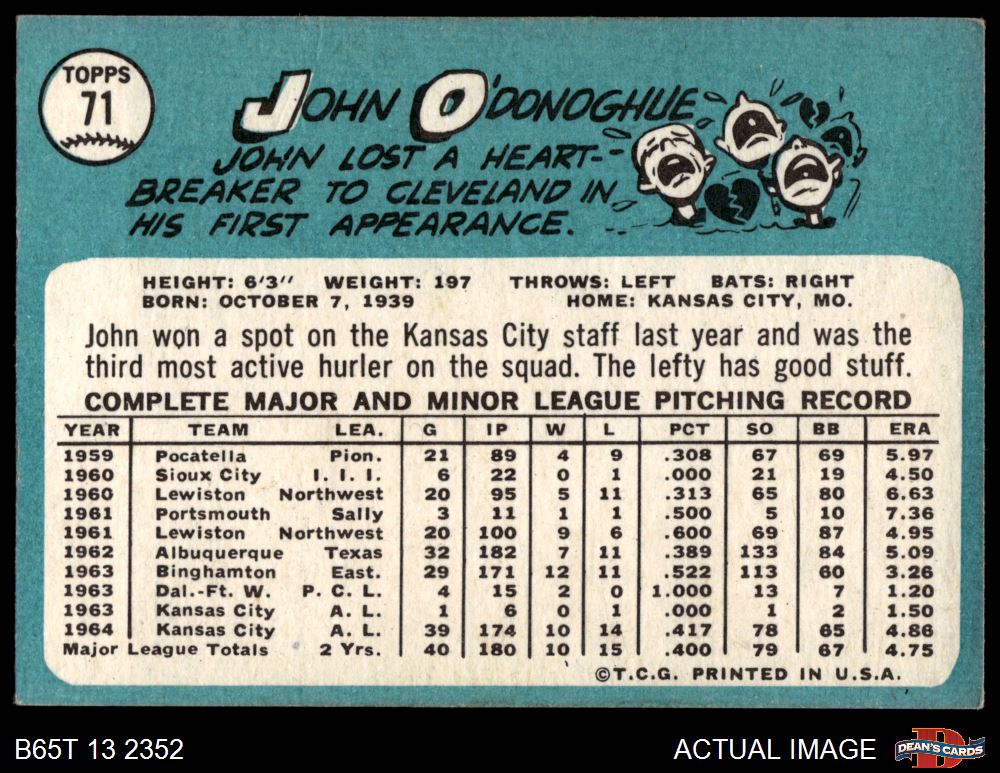 TOPPS
71
JOHN O'DONOGHUE
JOHN LOST A HEART-
BREAKER TO CLEVELAND IN
HIS FIRST APPEARANCE.
HEIGHT: 6'3" WEIGHT: 197 THROWS: LEFT BATS: RIGHT
BORN: OCTOBER 7, 1939 HOME: KANSAS CITY, MO.
John won a spot on the Kansas City staff last year and was the
third most active hurler on the squad. The lefty has good stuff.
COMPLETE MAJOR AND MINOR LEAGUE PITCHING RECORD
YEAR TEAM LEA. G IP W L PCT SO BB ERA
1959 Pocatella Pion. 21 89 4 9 .308 67 69 5.97
1960 Sioux City I. I. I. 6 22 0 1 .000 21 19 4.50
1960 Lewiston Northwest 20 95 5 11 .313 65 80 6.63
1961 Portsmouth Sally 3 11 1 1 .500 5 10 7.36
1961 Lewiston Northwest 20 100 9 6 .600 69 87 4.95
1962 Albuquerque Texas 32 182 7 11 .389 133 84 5.09
1963 Binghamton East. 29 171 12 11 .522 113 60 3.26
1963 Dal.-Ft. W. P. C. L. 4 15 2 0 1.000 13 7 1.20
1963 Kansas City A. L. 1 6 0 1 .000 1 2 1.50
1964 Kansas City A. L. 39 174 10 14 .417 78 65 4.86
Major League Totals 2 Yrs. 40 180 10 15 .400 79 67 4.75
©T.C.G. PRINTED IN U.S.A.
B65T 13 2352 ACTUAL IMAGE DEAN'S CARDS